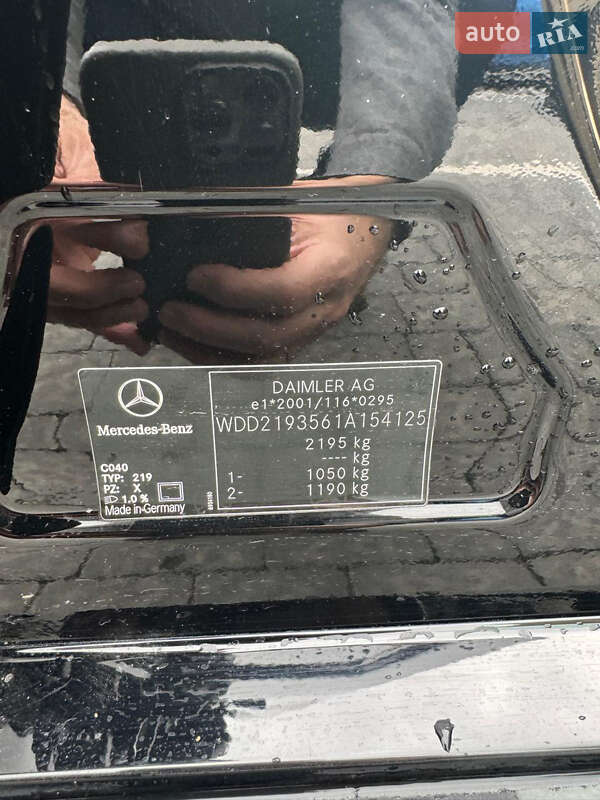 auto RIA .com
DAIMLER AG
e1*2001/116*0295
WDD2193561A154125
2195 kg
---- kg
1- 1050 kg
2- 1190 kg
Mercedes-Benz
C040
TYP: 219
PZ: X
1.0 %
Made in Germany